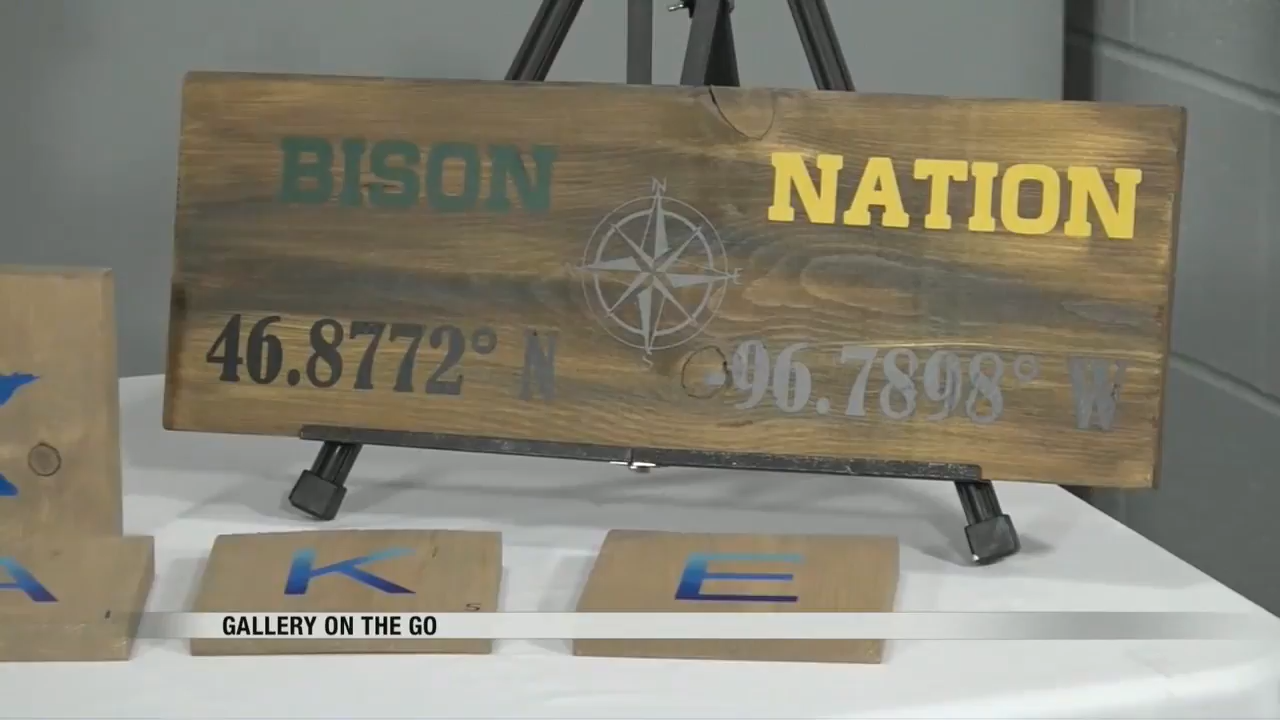 BISON NATION
N
46.8772° N -96.7898° W
A K E
S
GALLERY ON THE GO